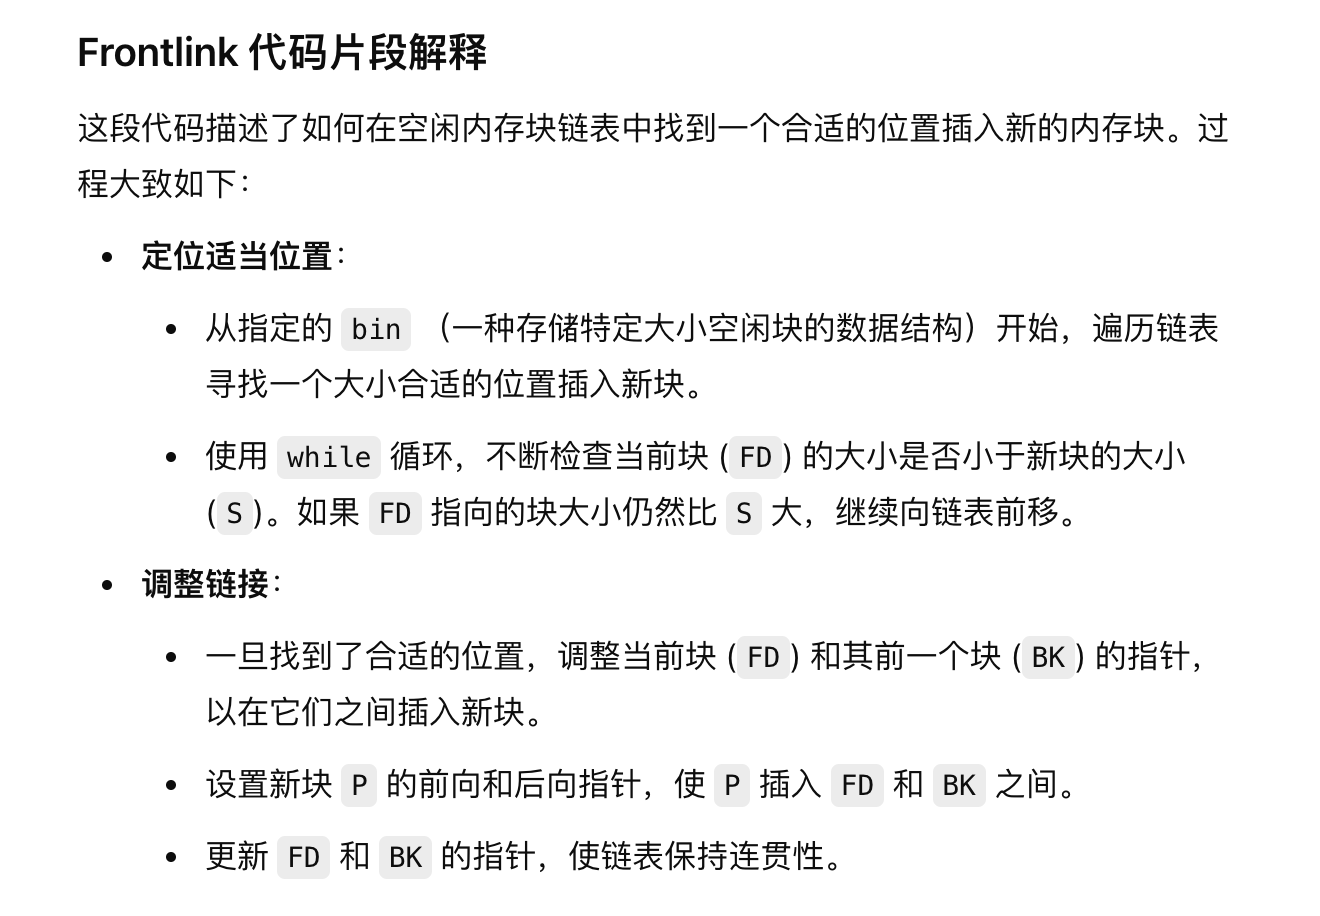 Frontlink 代码片段解释
这段代码描述了如何在空闲内存块链表中找到一个合适的位置插入新的内存块。过
程大致如下：
• 定位适当位置：
• 从指定的 bin （一种存储特定大小空闲块的数据结构）开始，遍历链表
寻找一个大小合适的位置插入新块。
• 使用 while 循环，不断检查当前块 (FD) 的大小是否小于新块的大小
(S)。如果 FD 指向的块大小仍然比 S 大，继续向链表前移。
• 调整链接：
• 一旦找到了合适的位置，调整当前块 (FD) 和其前一个块 (BK) 的指针，
以在它们之间插入新块。
• 设置新块 P 的前向和后向指针，使 P 插入 FD 和 BK 之间。
• 更新 FD 和 BK 的指针，使链表保持连贯性。